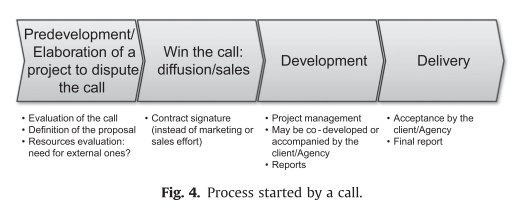 Predevelopment/
Elaboration of a
project to dispute
the call
Win the call:
diffusion/sales
Development
Delivery
• Evaluation of the call
• Definition of the proposal
• Resources evaluation:
need for external ones?
• Contract signature
(instead of marketing or
sales effort)
• Project management
• May be co-developed or
accompanied by the
client/Agency
• Reports
• Acceptance by the
client/Agency
• Final report
Fig. 4. Process started by a call.